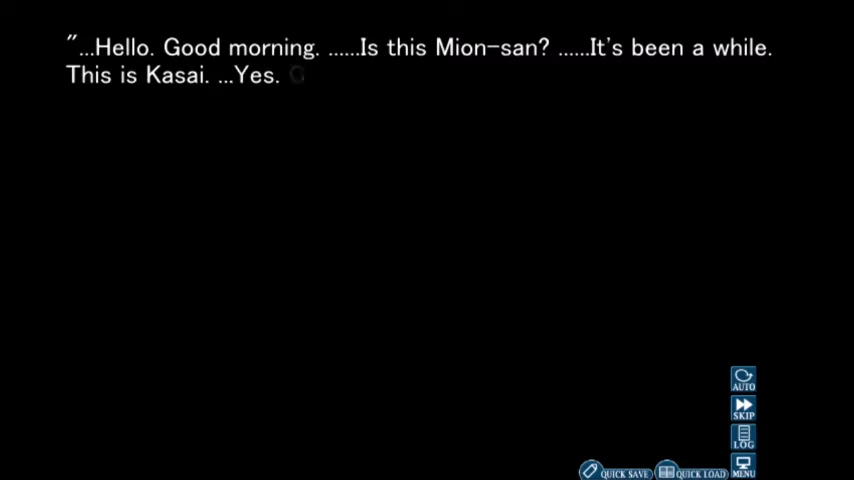 "...Hello. Good morning. ......Is this Mion-san? ......It's been a while.
This is Kasai. ...Yes.
AUTO
SKIP
LOG
QUICK SAVE QUICK LOAD MENU